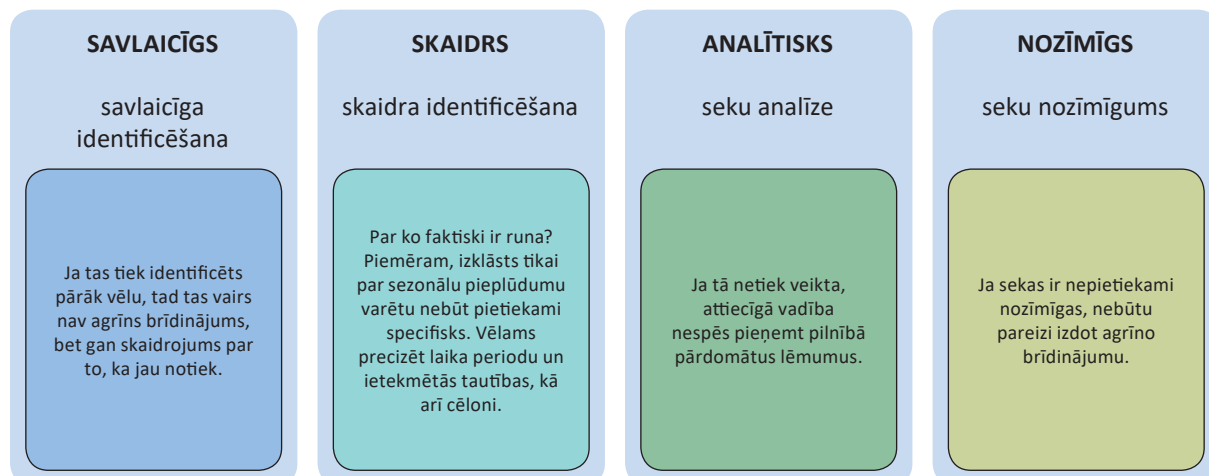 SAVLAICĪGS
savlaicīga
identificēšana
Ja tas tiek identificēts
pārāk vēlu, tad tas vairs
nav agrīns brīdinājums,
bet gan skaidrojums par
to, ka jau notiek.
SKAIDRS
skaidra identificēšana
Par ko faktiski ir runa?
Piemēram, izklāsts tikai
par sezonālu pieplūdumu
varētu nebūt pietiekami
specifisks. Vēlams
precizēt laika periodu un
ietekmētās tautības, kā
arī cēloni.
ANALĪTISKS
seku analīze
Ja tā netiek veikta,
attiecīgā vadība
nespēs pieņemt pilnībā
pārdomātus lēmumus.
NOZĪMĪGS
seku nozīmīgums
Ja sekas ir nepietiekami
nozīmīgas, nebūtu
pareizi izdot agrīno
brīdinājumu.